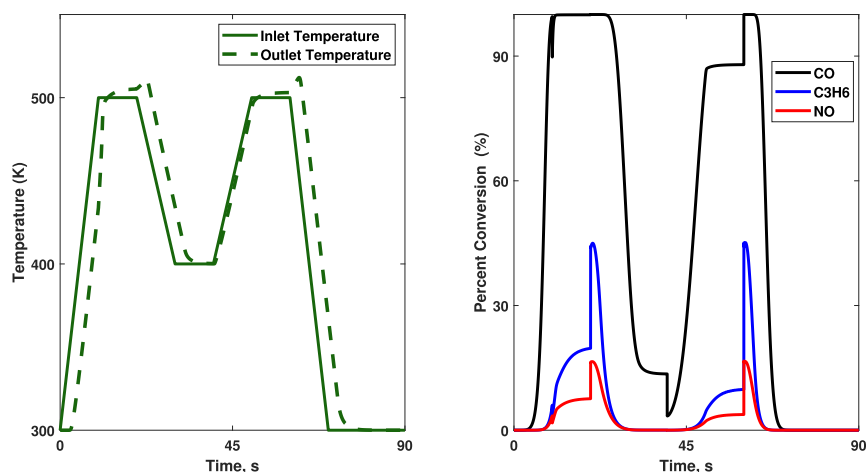 Inlet Temperature
Outlet Temperature
500
400
300
Temperature (K)
0
45
90
Time, s
CO
C3H6
NO
90
60
30
0
Percent Conversion (%)
0
45
90
Time, s